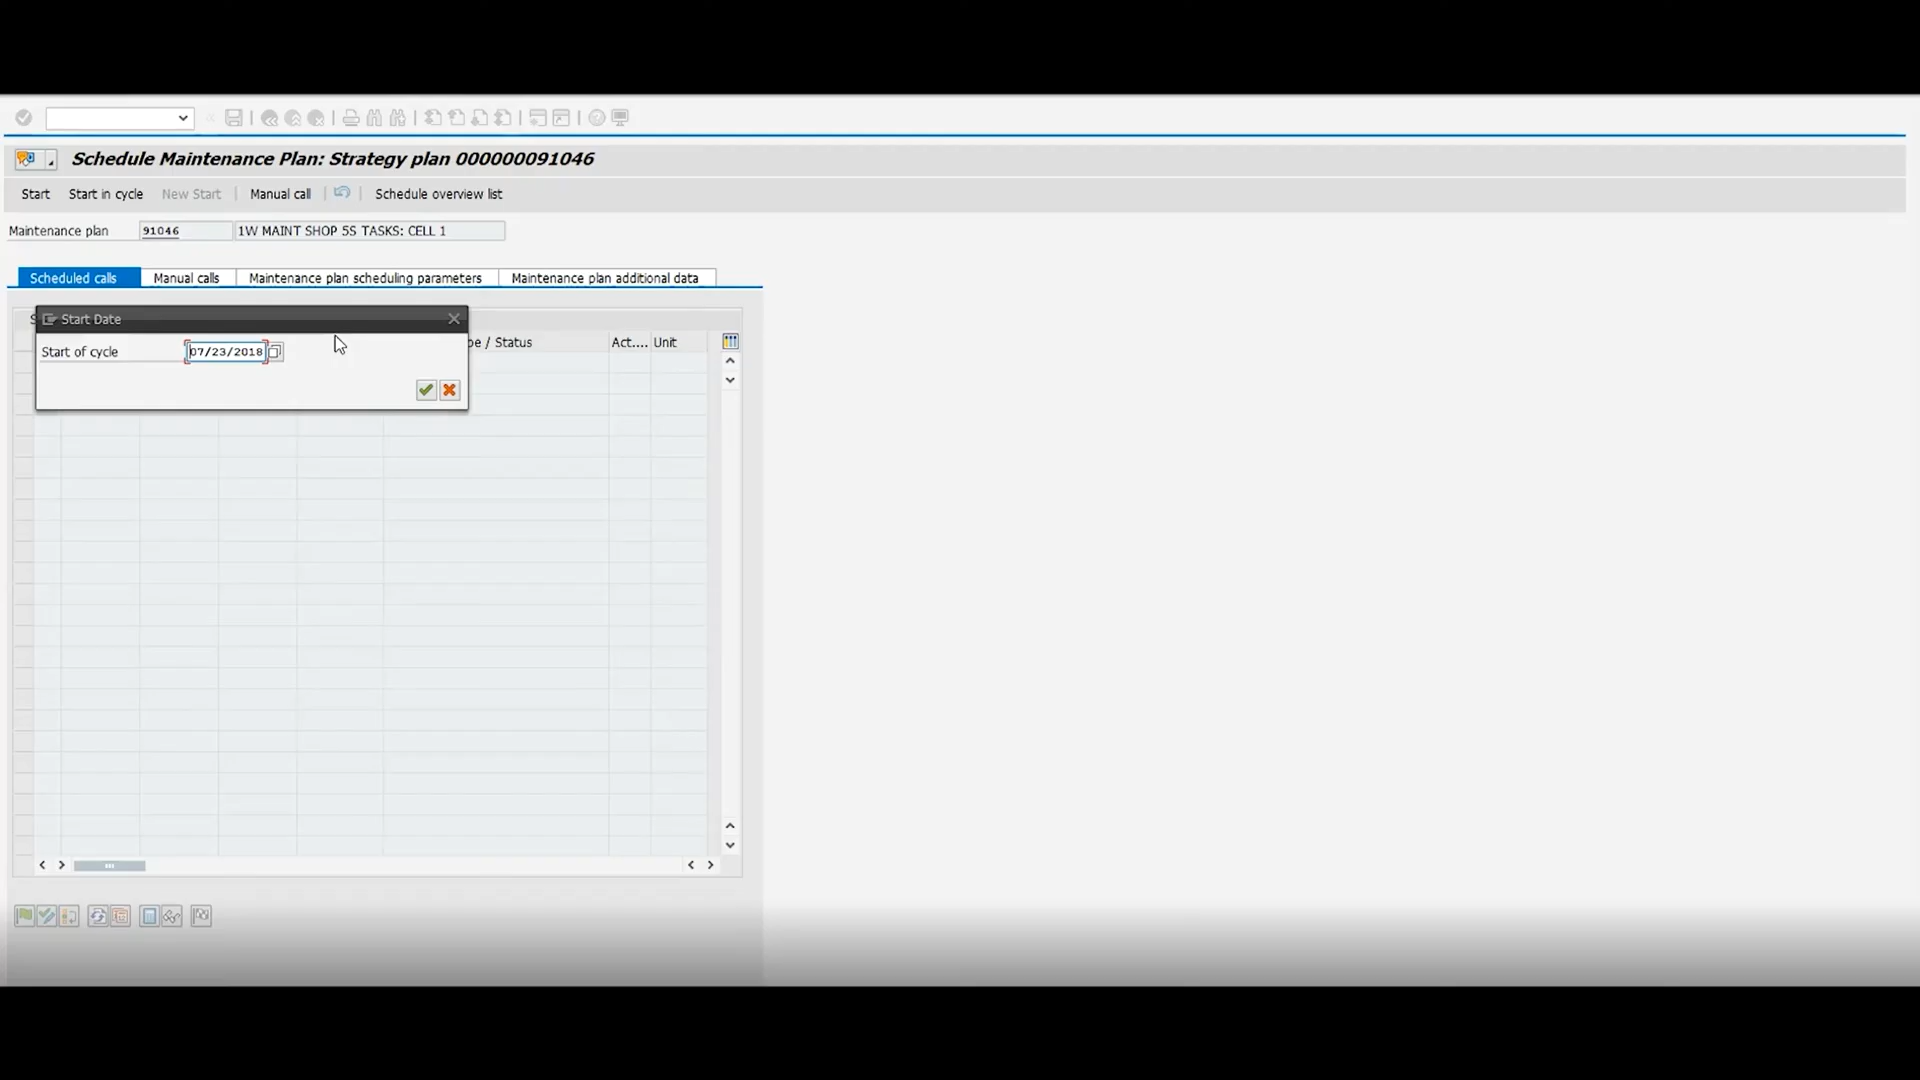 Schedule Maintenance Plan: Strategy plan 000000091046
Start Start in cycle New Start Manual call Schedule overview list
Maintenance plan 91046 1W MAINT SHOP 5S TASKS: CELL 1
Scheduled calls Manual calls Maintenance plan scheduling parameters Maintenance plan additional data
Start Date
/ Status Act.... Unit
Start of cycle 07/23/2018